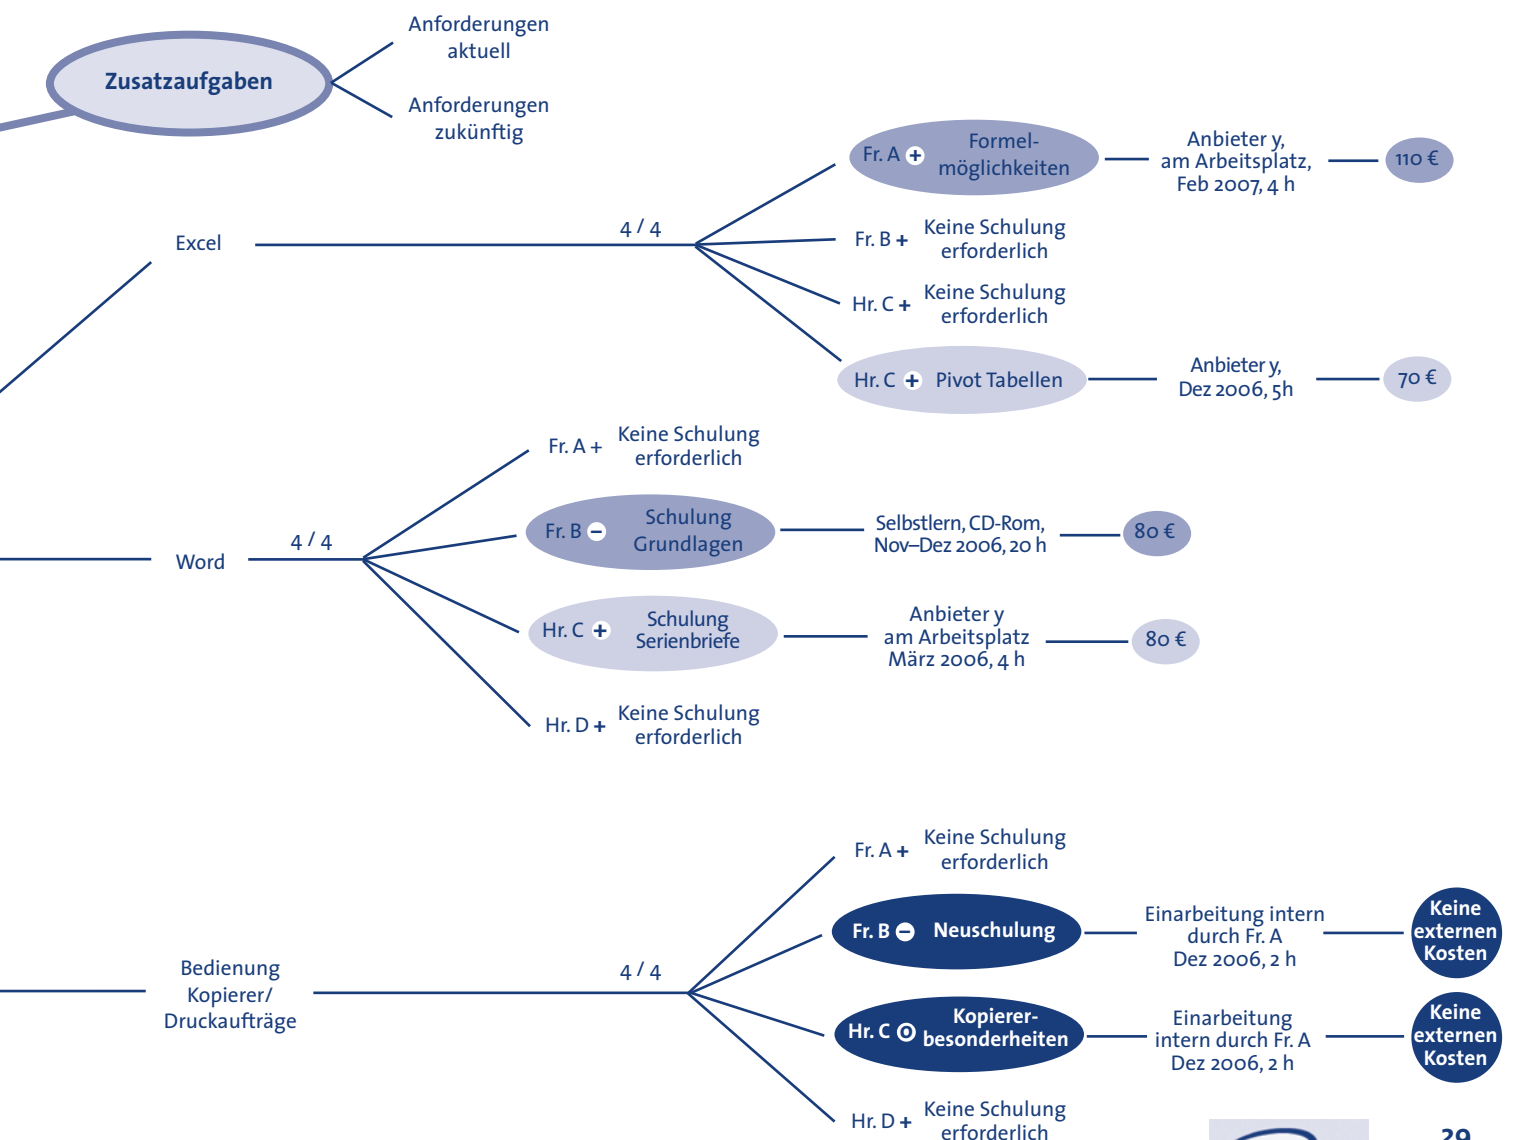 Anforderungen
aktuell
Zusatzaufgaben
Anforderungen
zukünftig
Excel
4 / 4
Fr. A +
Formel-
möglichkeiten
Anbieter y,
am Arbeitsplatz,
Feb 2007, 4 h
110 €
Fr. B +
Keine Schulung
erforderlich
Hr. C +
Keine Schulung
erforderlich
Hr. C + Pivot Tabellen
Anbieter y,
Dez 2006, 5h
70 €
Word
4 / 4
Fr. A +
Keine Schulung
erforderlich
Fr. B –
Schulung
Grundlagen
Selbstlern, CD-Rom,
Nov–Dez 2006, 20 h
80 €
Hr. C +
Schulung
Serienbriefe
Anbieter y
am Arbeitsplatz
März 2006, 4 h
80 €
Hr. D +
Keine Schulung
erforderlich
Bedienung
Kopierer/
Druckaufträge
4 / 4
Fr. A +
Keine Schulung
erforderlich
Fr. B – Neuschulung
Einarbeitung intern
durch Fr. A
Dez 2006, 2 h
Keine
externen
Kosten
Hr. C o
Kopierer-
besonderheiten
Einarbeitung
intern durch Fr. A
Dez 2006, 2 h
Keine
externen
Kosten
Hr. D +
Keine Schulung
erforderlich
29